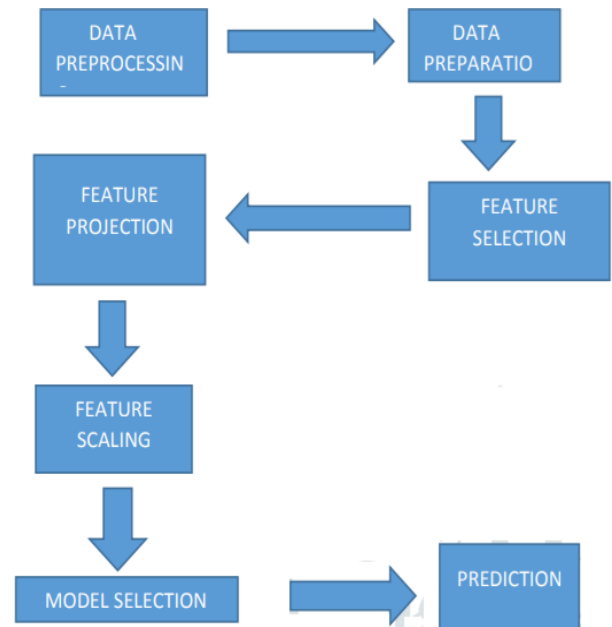 DATA
PREPROCESSIN
DATA
PREPARATIO
FEATURE
SELECTION
FEATURE
PROJECTION
FEATURE
SCALING
MODEL SELECTION
PREDICTION